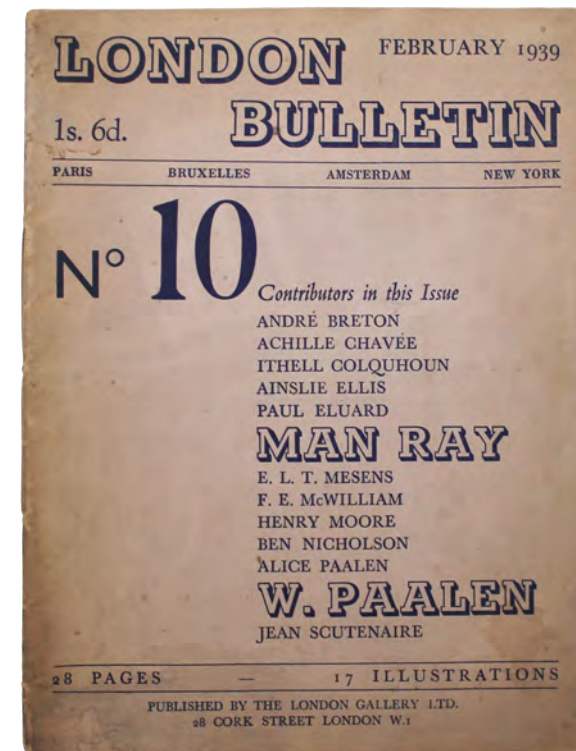 LONDON FEBRUARY 1939
1s. 6d. BULLETIN
PARIS BRUXELLES AMSTERDAM NEW YORK
N° 10
Contributors in this Issue
ANDRÉ BRETON
ACHILLE CHAVÉE
ITHELL COLQUHOUN
AINSLIE ELLIS
PAUL ELUARD
MAN RAY
E. L. T. MESENS
F. E. McWILLIAM
HENRY MOORE
BEN NICHOLSON
ALICE PAALEN
W. PAALEN
JEAN SCUTENAIRE
28 PAGES — 17 ILLUSTRATIONS
PUBLISHED BY THE LONDON GALLERY LTD.
28 CORK STREET LONDON W.1